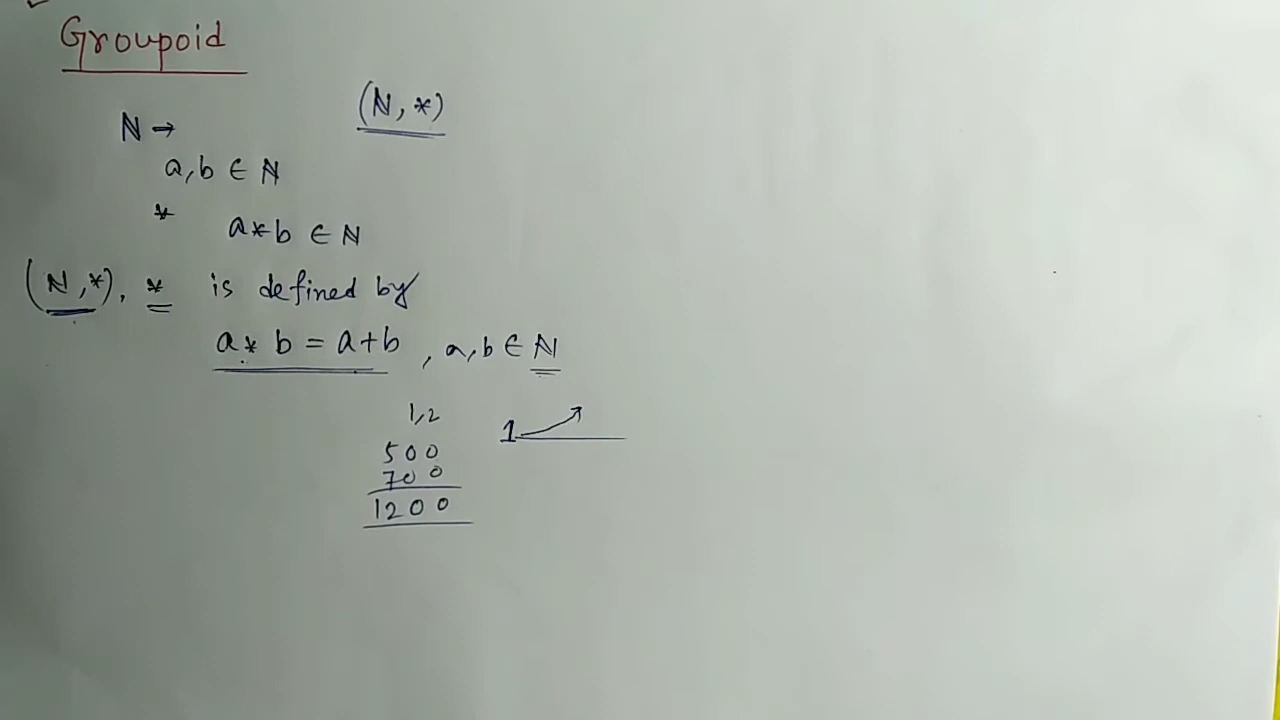 Groupoid
(ℕ, *)
ℕ →
a, b ∈ ℕ
* a * b ∈ ℕ
(ℕ, *), * is defined by
a * b = a + b , a, b ∈ ℕ
1, 2
1
500
700
1200